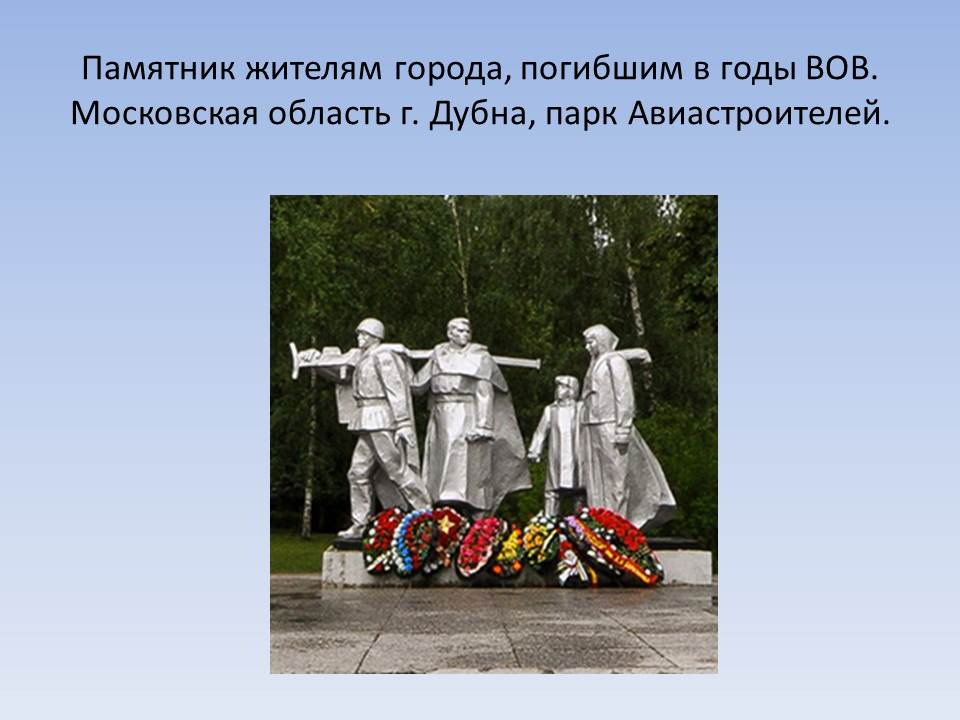 Памятник жителям города, погибшим в годы ВОВ.
Московская область г. Дубна, парк Авиастроителей.